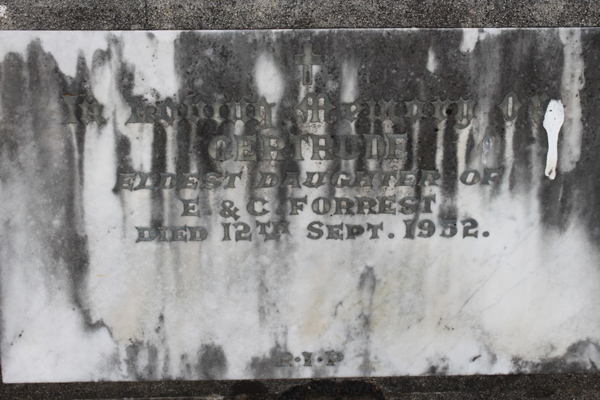 In Loving Memory Of
GERTRUDE
ELDEST DAUGHTER OF
E. & C. FORREST
DIED 12TH SEPT. 1952.
R.I.P